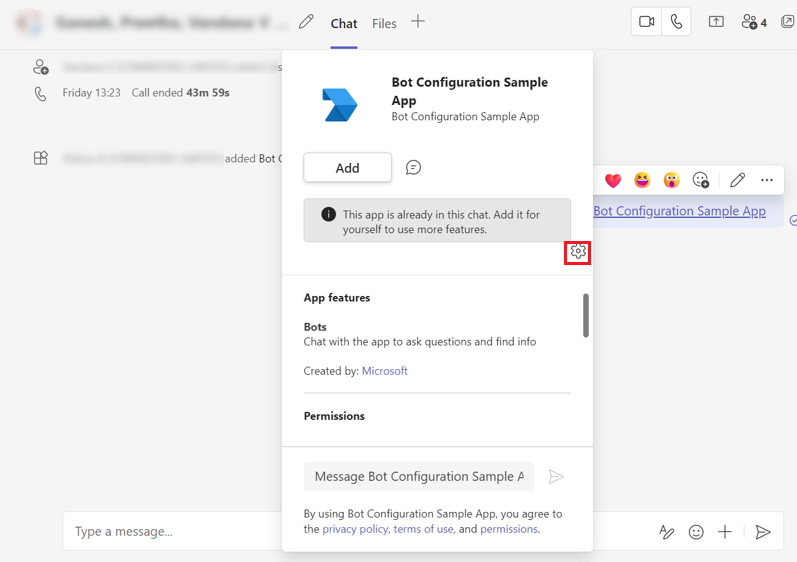 Chat
Files
4
Friday 13:23 Call ended 43m 59s
added Bot C
Bot Configuration Sample
App
Bot Configuration Sample App
Add
This app is already in this chat. Add it for
yourself to use more features.
Bot Configuration Sample App
App features
Bots
Chat with the app to ask questions and find info
Created by: Microsoft
Permissions
Message Bot Configuration Sample A
By using Bot Configuration Sample App, you agree to
the privacy policy, terms of use, and permissions.
Type a message...